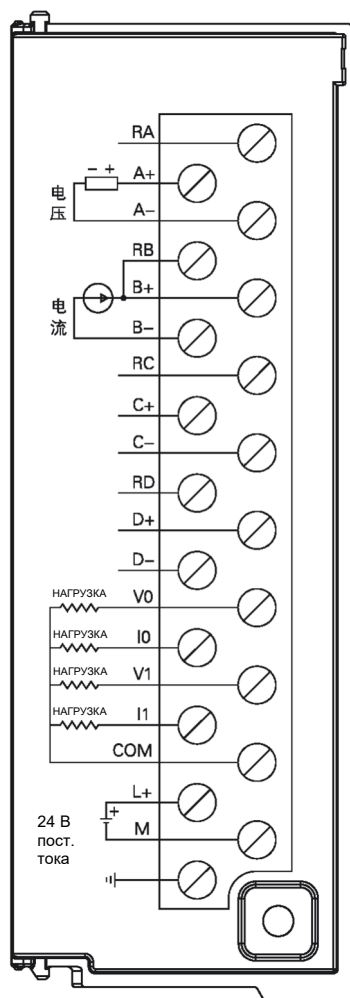 RA
A+
- +
电
压
A−
RB
B+
电
流
B−
RC
C+
C−
RD
D+
D−
НАГРУЗКА V0
НАГРУЗКА I0
НАГРУЗКА V1
НАГРУЗКА I1
COM
L+
+
24 В
пост.
тока
M